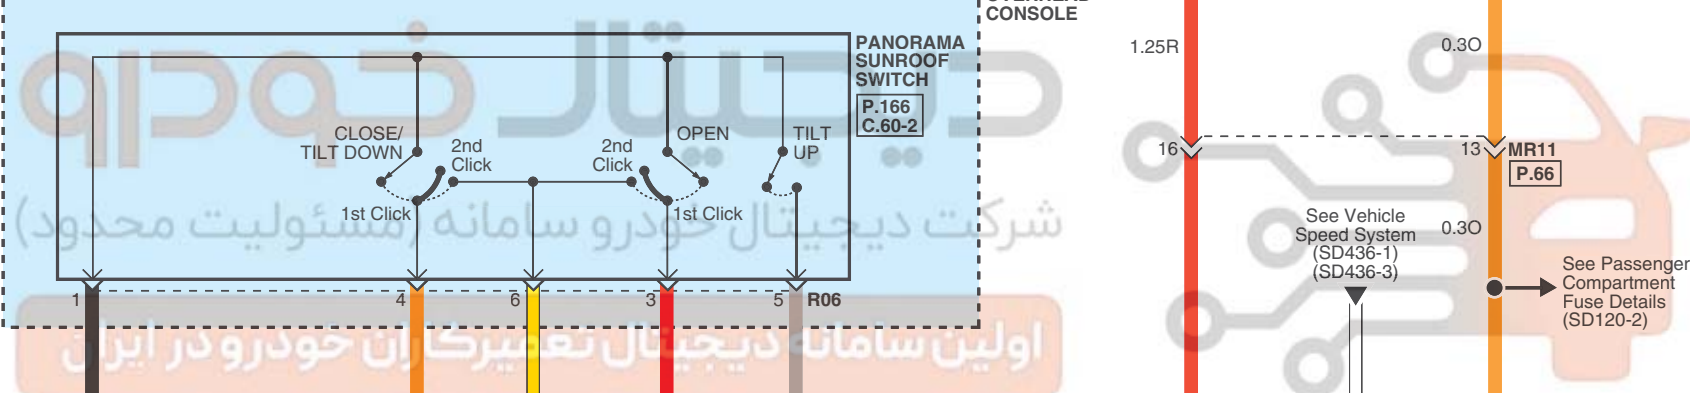 OVERHEAD
CONSOLE
PANORAMA
SUNROOF
SWITCH
P.166
C.60-2
CLOSE/
TILT DOWN
2nd
Click
1st Click
2nd
Click
OPEN
1st Click
TILT
UP
1
4
6
3
5
R06
1.25R
0.3O
16
13
MR11
P.66
0.3O
See Vehicle
Speed System
(SD436-1)
(SD436-3)
See Passenger
Compartment
Fuse Details
(SD120-2)
دیجیتال خودرو
شرکت دیجیتال خودرو سامانه (مسئولیت محدود)
اولین سامانه دیجیتال تعمیرکاران خودرو در ایران